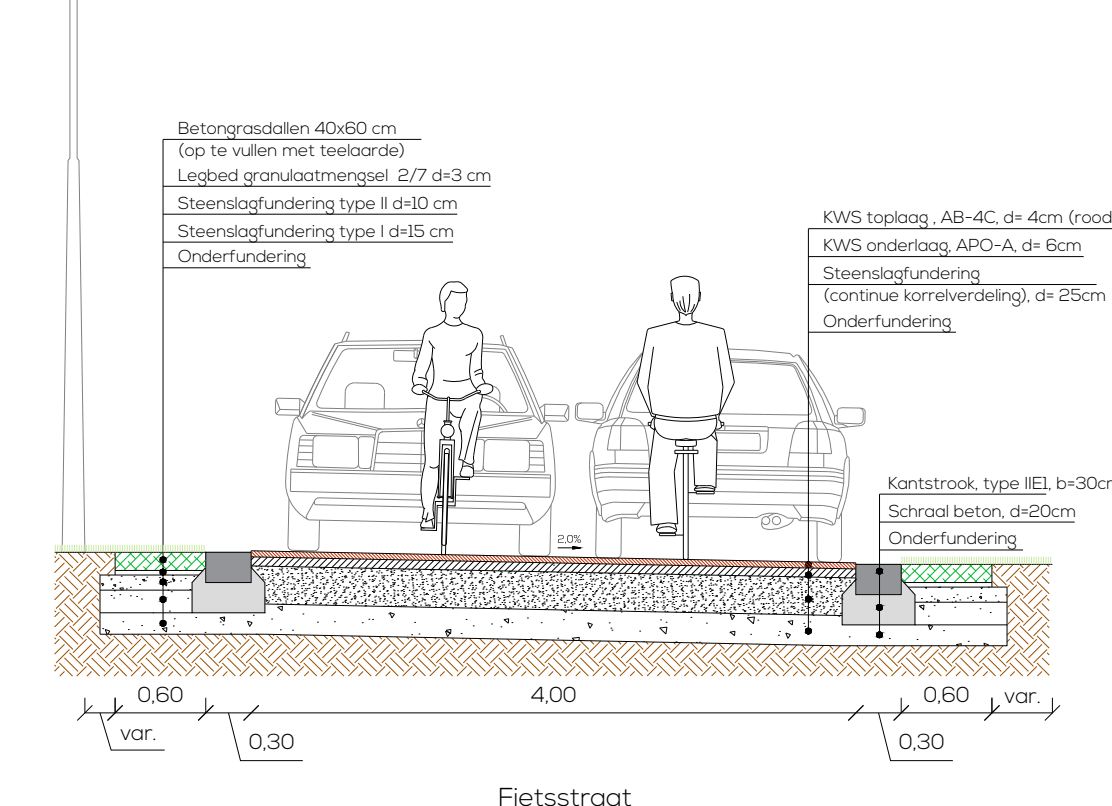 Betongrasdallen 40x60 cm
(op te vullen met teelaarde)
Legbed granulaatmengsel 2/7 d=3 cm
Steenslagfundering type II d=10 cm
Steenslagfundering type I d=15 cm
Onderfundering
KWS toplaag , AB-4C, d= 4cm (rood
KWS onderlaag, APO-A, d= 6cm
Steenslagfundering
(continue korrelverdeling), d= 25cm
Onderfundering
Kantstrook, type IIE1, b=30cm
Schraal beton, d=20cm
Onderfundering
2,0%
0,60
4,00
0,60
var.
var.
0,30
0,30
Fietsstraat